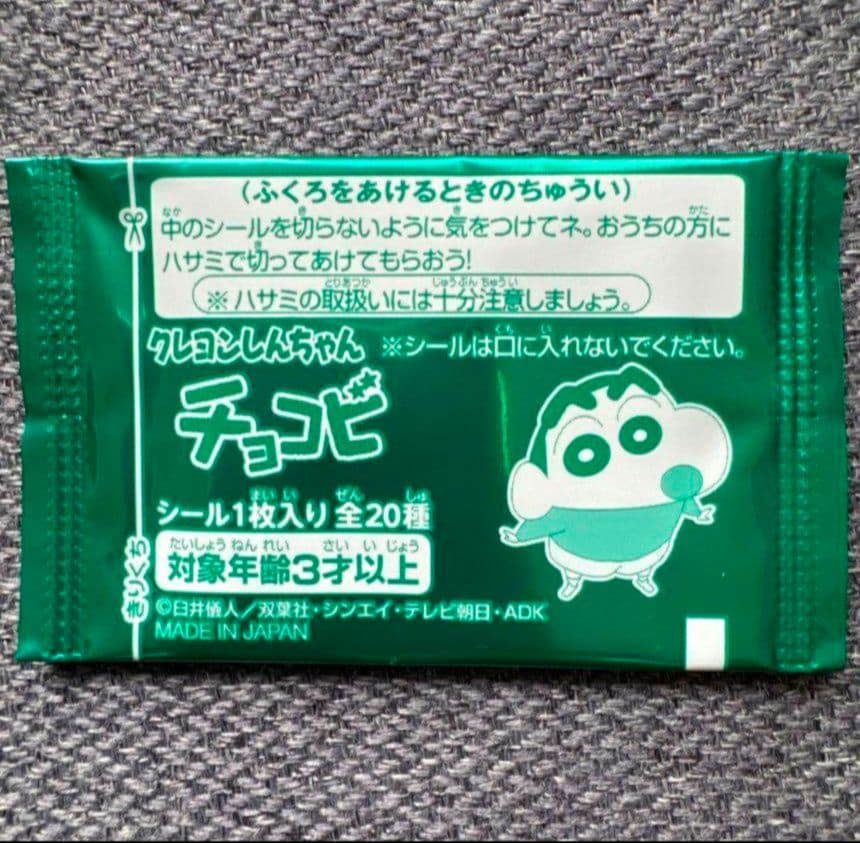 (ふくろをあけるときのちゅうい)
中のシールを切らないように気をつけてネ。おうちの方に
ハサミで切ってあけてもらおう!
※ハサミの取扱いには十分注意しましょう。
クレヨンしんちゃん ※シールは口に入れないでください。
チョコビ
シール1枚入り 全20種
対象年齢3才以上
©臼井儀人/双葉社・シンエイ・テレビ朝日・ADK
MADE IN JAPAN
きりくち